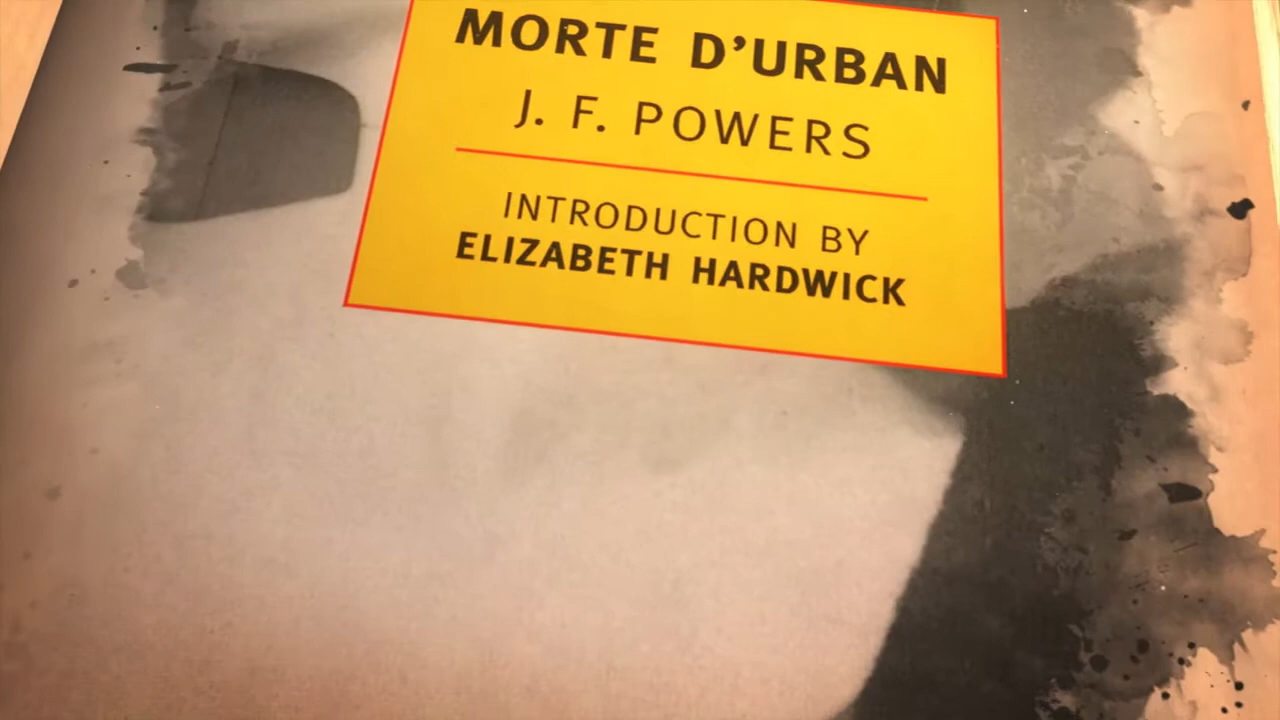 MORTE D’URBAN
J. F. POWERS
INTRODUCTION BY
ELIZABETH HARDWICK